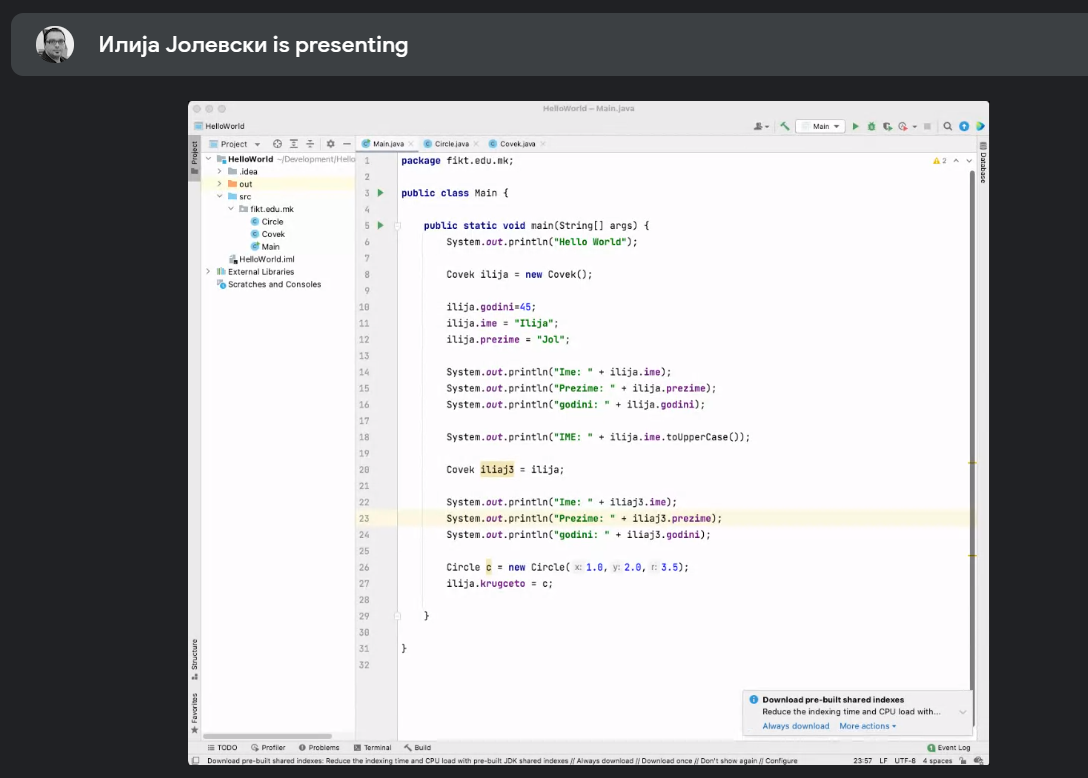 Илија Јолевски is presenting
HelloWorld – Main.java
HelloWorld
Main
Project
Main.java
Circle.java
Covek.java
Project
Database
HelloWorld ~/Development/Hello
.idea
out
src
fikt.edu.mk
Circle
Covek
Main
HelloWorld.iml
External Libraries
Scratches and Consoles
2
1 package fikt.edu.mk;
2
3 public class Main {
4
5 public static void main(String[] args) {
6 System.out.println("Hello World");
7
8 Covek ilija = new Covek();
9
10 ilija.godini=45;
11 ilija.ime = "Ilija";
12 ilija.prezime = "Jol";
13
14 System.out.println("Ime: " + ilija.ime);
15 System.out.println("Prezime: " + ilija.prezime);
16 System.out.println("godini: " + ilija.godini);
17
18 System.out.println("IME: " + ilija.ime.toUpperCase());
19
20 Covek iliaj3 = ilija;
21
22 System.out.println("Ime: " + iliaj3.ime);
23 System.out.println("Prezime: " + iliaj3.prezime);
24 System.out.println("godini: " + iliaj3.godini);
25
26 Circle c = new Circle( x: 1.0, y: 2.0, r: 3.5);
27 ilija.krugceto = c;
28
29 }
30
31 }
32
Structure
Favorites
Download pre-built shared indexes
Reduce the indexing time and CPU load with...
Always download More actions
TODO Profiler Problems Terminal Build Event Log
Download pre-built shared indexes: Reduce the indexing time and CPU load with pre-built JDK shared indexes // Always download // Download once // Don't show again // Configure 23:57 LF UTF-8 4 spaces